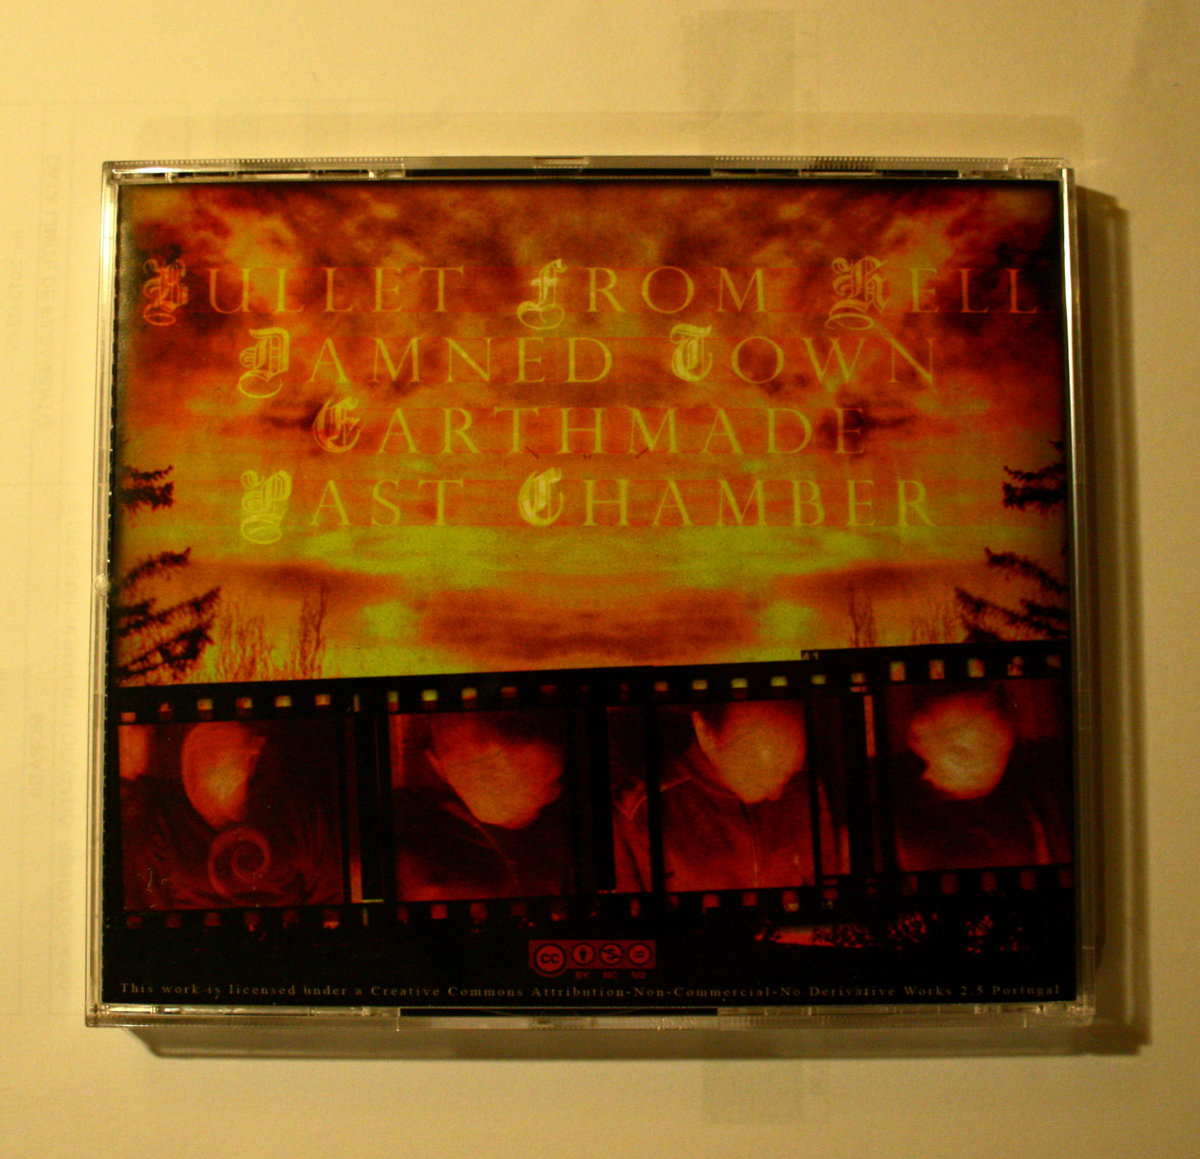 Bullet From Hell
Damned Town
Earthmade
Past Chamber
cc
BY NC ND
This work is licensed under a Creative Commons Attribution-Non-Commercial-No Derivative Works 2.5 Portugal